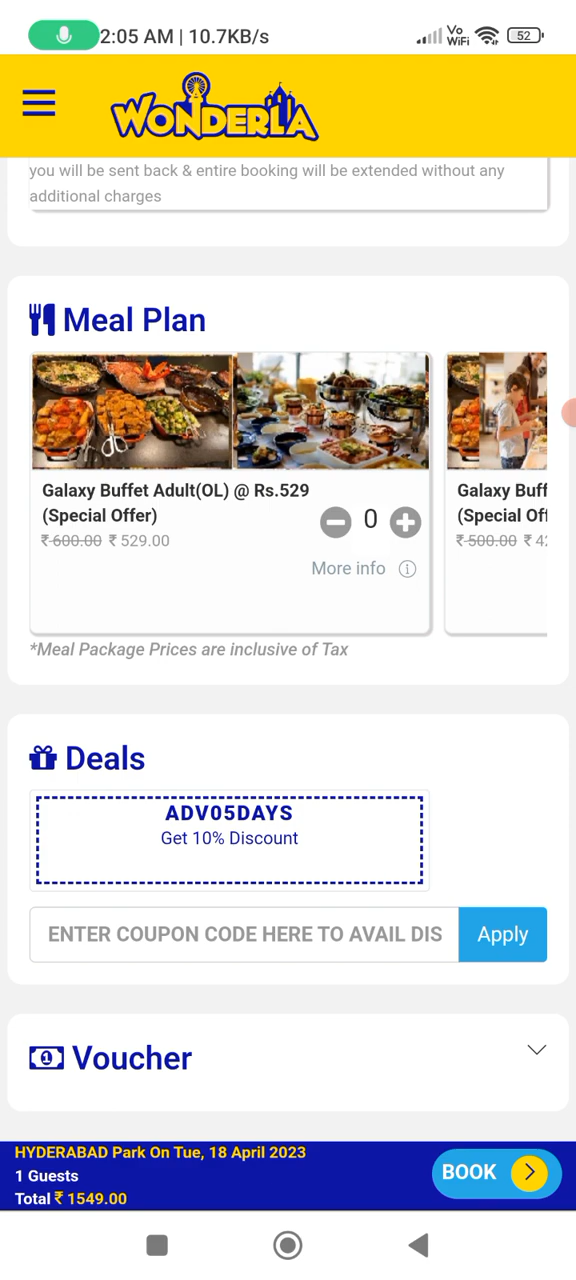 2:05 AM | 10.7KB/s
Vo
WiFi
52
WONDERLA
you will be sent back & entire booking will be extended without any
additional charges
Meal Plan
Galaxy Buffet Adult(OL) @ Rs.529
(Special Offer)
₹ 600.00 ₹ 529.00
0
More info
Galaxy Buff
(Special Off
₹ 500.00 ₹ 42
*Meal Package Prices are inclusive of Tax
Deals
ADV05DAYS
Get 10% Discount
ENTER COUPON CODE HERE TO AVAIL DIS
Apply
Voucher
HYDERABAD Park On Tue, 18 April 2023
1 Guests
Total ₹ 1549.00
BOOK